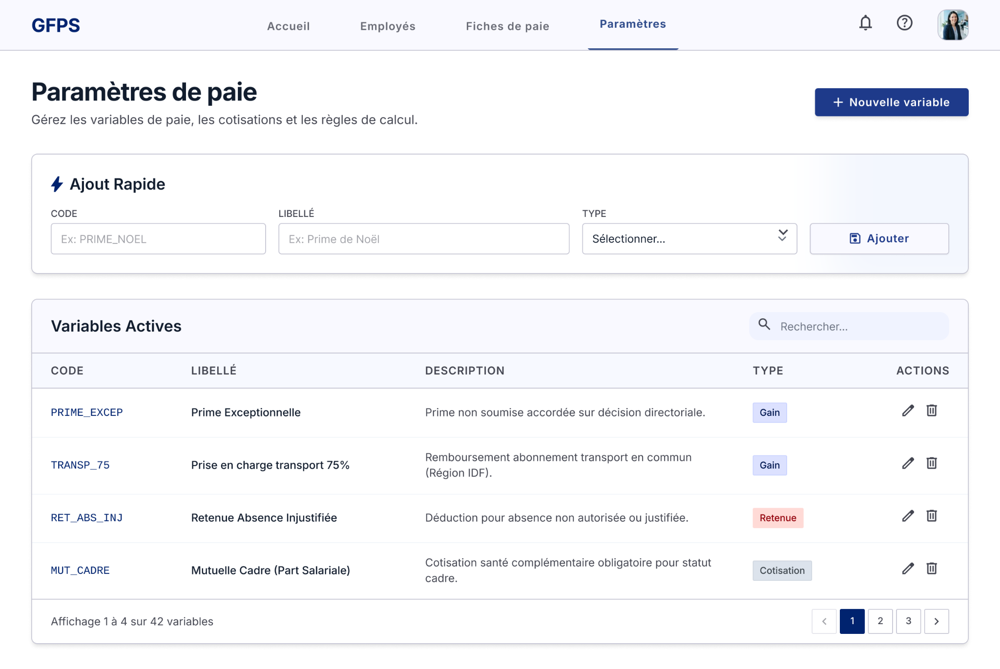 GFPS
Accueil
Employés
Fiches de paie
Paramètres
Paramètres de paie
Gérez les variables de paie, les cotisations et les règles de calcul.
+ Nouvelle variable
Ajout Rapide
CODE
LIBELLÉ
TYPE
Ex: PRIME_NOEL
Ex: Prime de Noël
Sélectionner...
Ajouter
Variables Actives
Rechercher...
CODE
LIBELLÉ
DESCRIPTION
TYPE
ACTIONS
PRIME_EXCEP
Prime Exceptionnelle
Prime non soumise accordée sur décision directoriale.
Gain
TRANSP_75
Prise en charge transport 75%
Remboursement abonnement transport en commun
(Région IDF).
Gain
RET_ABS_INJ
Retenue Absence Injustifiée
Déduction pour absence non autorisée ou justifiée.
Retenue
MUT_CADRE
Mutuelle Cadre (Part Salariale)
Cotisation santé complémentaire obligatoire pour statut
cadre.
Cotisation
Affichage 1 à 4 sur 42 variables
1
2
3